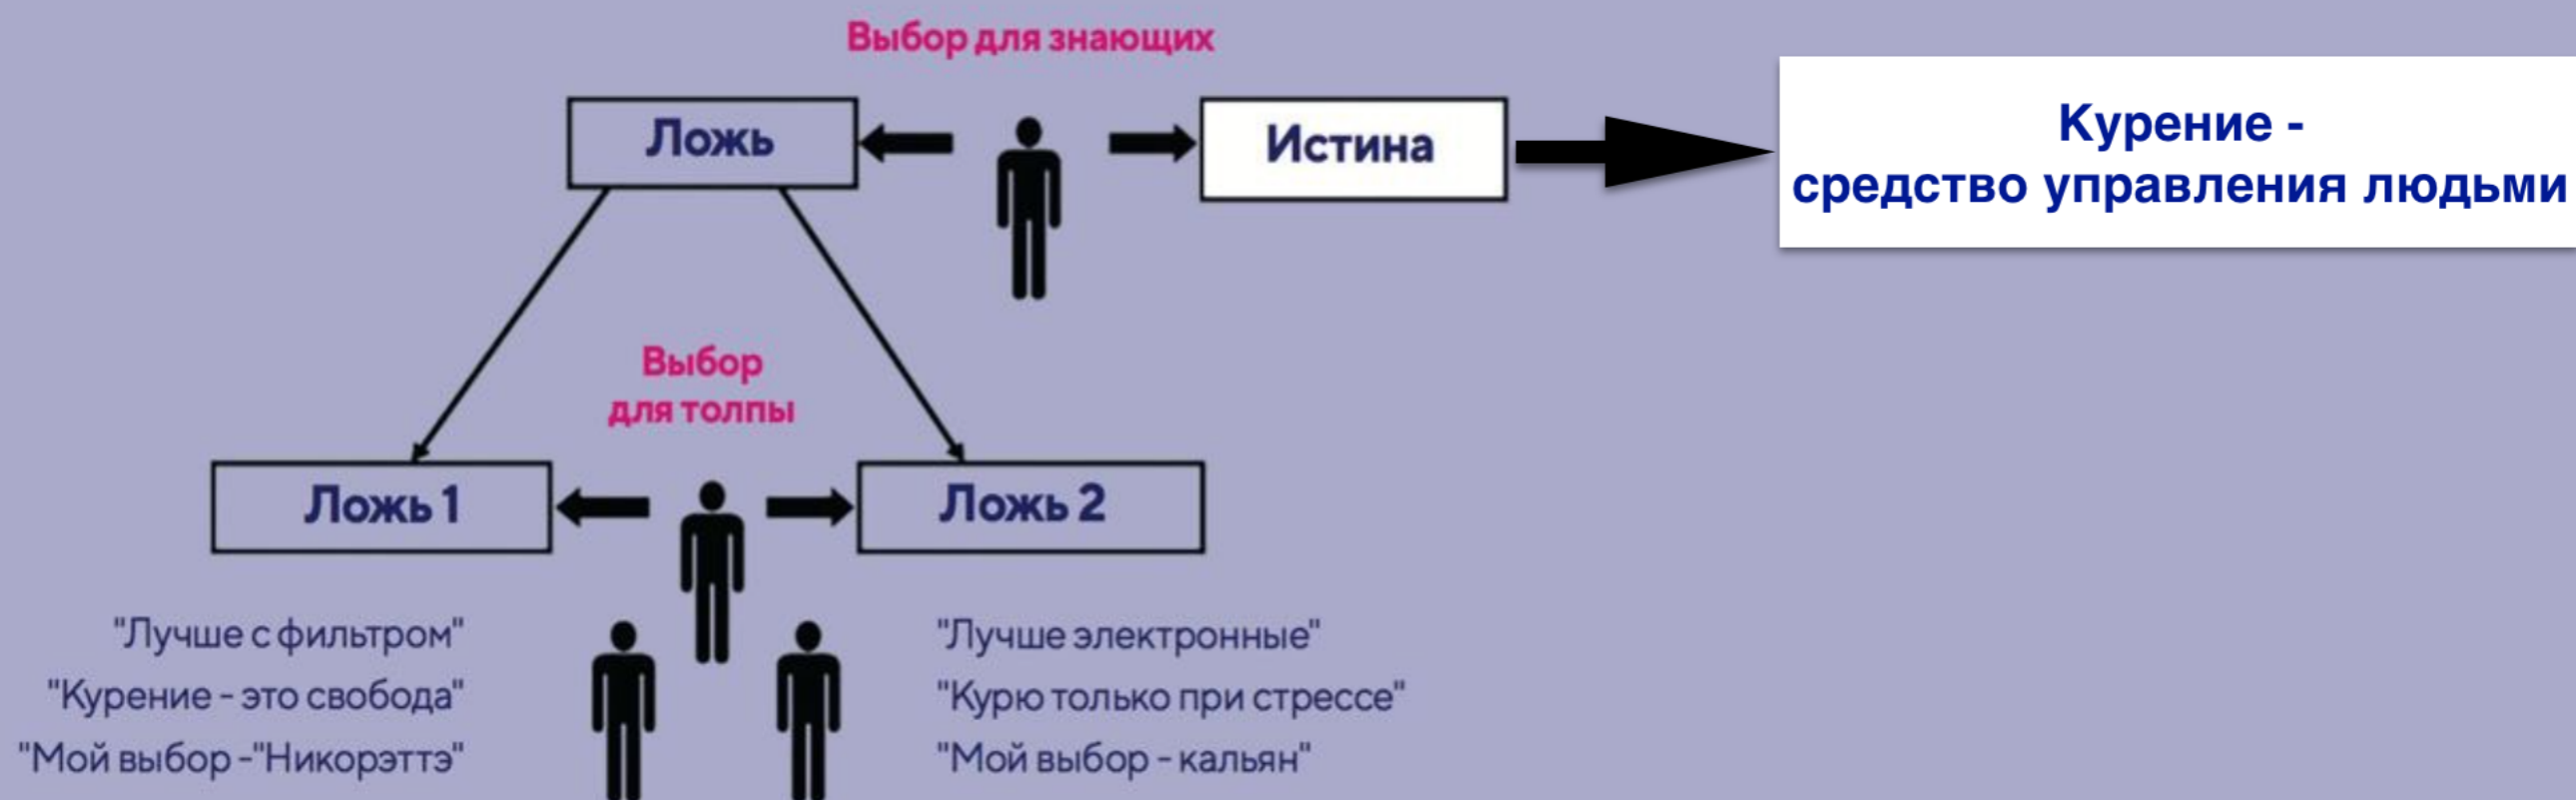 Выбор для знающих
Ложь
Истина
Курение -
средство управления людьми
Выбор
для толпы
Ложь 1
Ложь 2
"Лучше с фильтром"
"Курение - это свобода"
"Мой выбор -"Никорэттэ"
"Лучше электронные"
"Курю только при стрессе"
"Мой выбор - кальян"